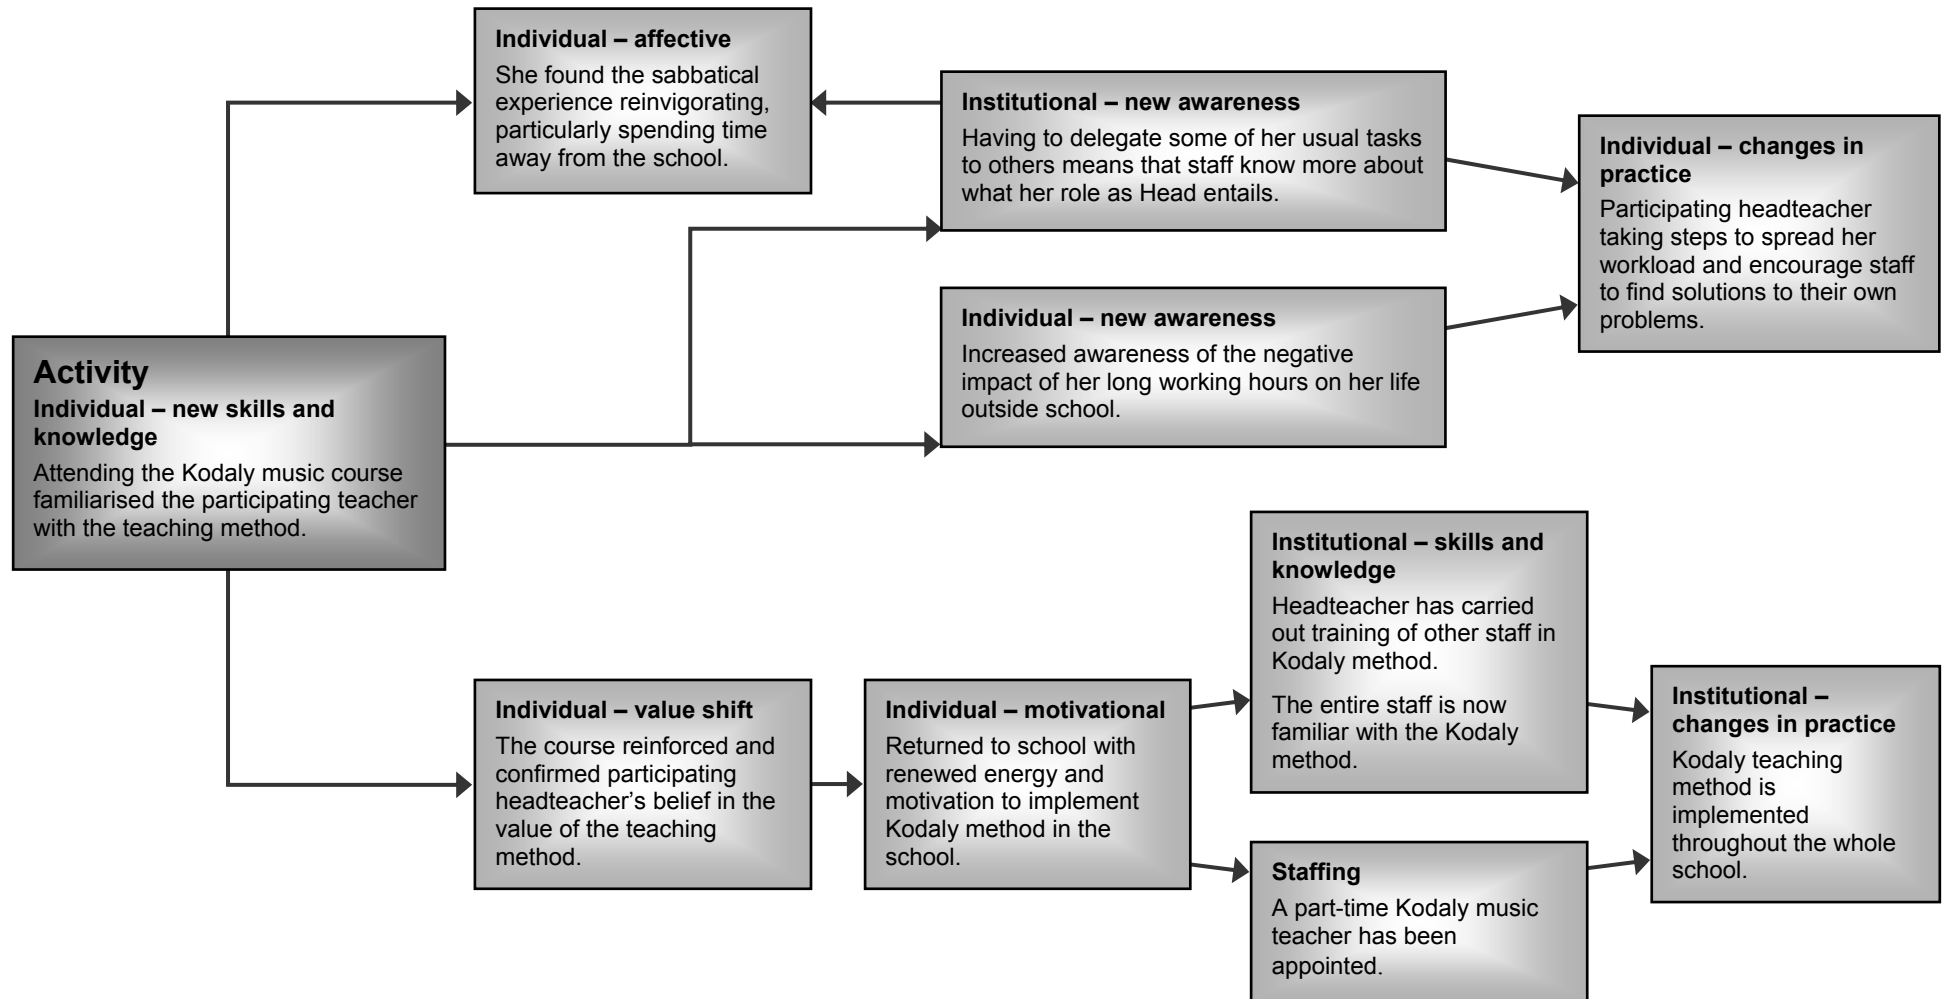 Individual – affective
She found the sabbatical
experience reinvigorating,
particularly spending time
away from the school.
Institutional – new awareness
Having to delegate some of her usual tasks
to others means that staff know more about
what her role as Head entails.
Individual – changes in
practice
Participating headteacher
taking steps to spread her
workload and encourage staff
to find solutions to their own
problems.
Individual – new awareness
Increased awareness of the negative
impact of her long working hours on her life
outside school.
Activity
Individual – new skills and
knowledge
Attending the Kodaly music course
familiarised the participating teacher
with the teaching method.
Individual – value shift
The course reinforced and
confirmed participating
headteacher’s belief in the
value of the teaching
method.
Individual – motivational
Returned to school with
renewed energy and
motivation to implement
Kodaly method in the
school.
Institutional – skills and
knowledge
Headteacher has carried
out training of other staff in
Kodaly method.
The entire staff is now
familiar with the Kodaly
method.
Staffing
A part-time Kodaly music
teacher has been
appointed.
Institutional –
changes in practice
Kodaly teaching
method is
implemented
throughout the whole
school.